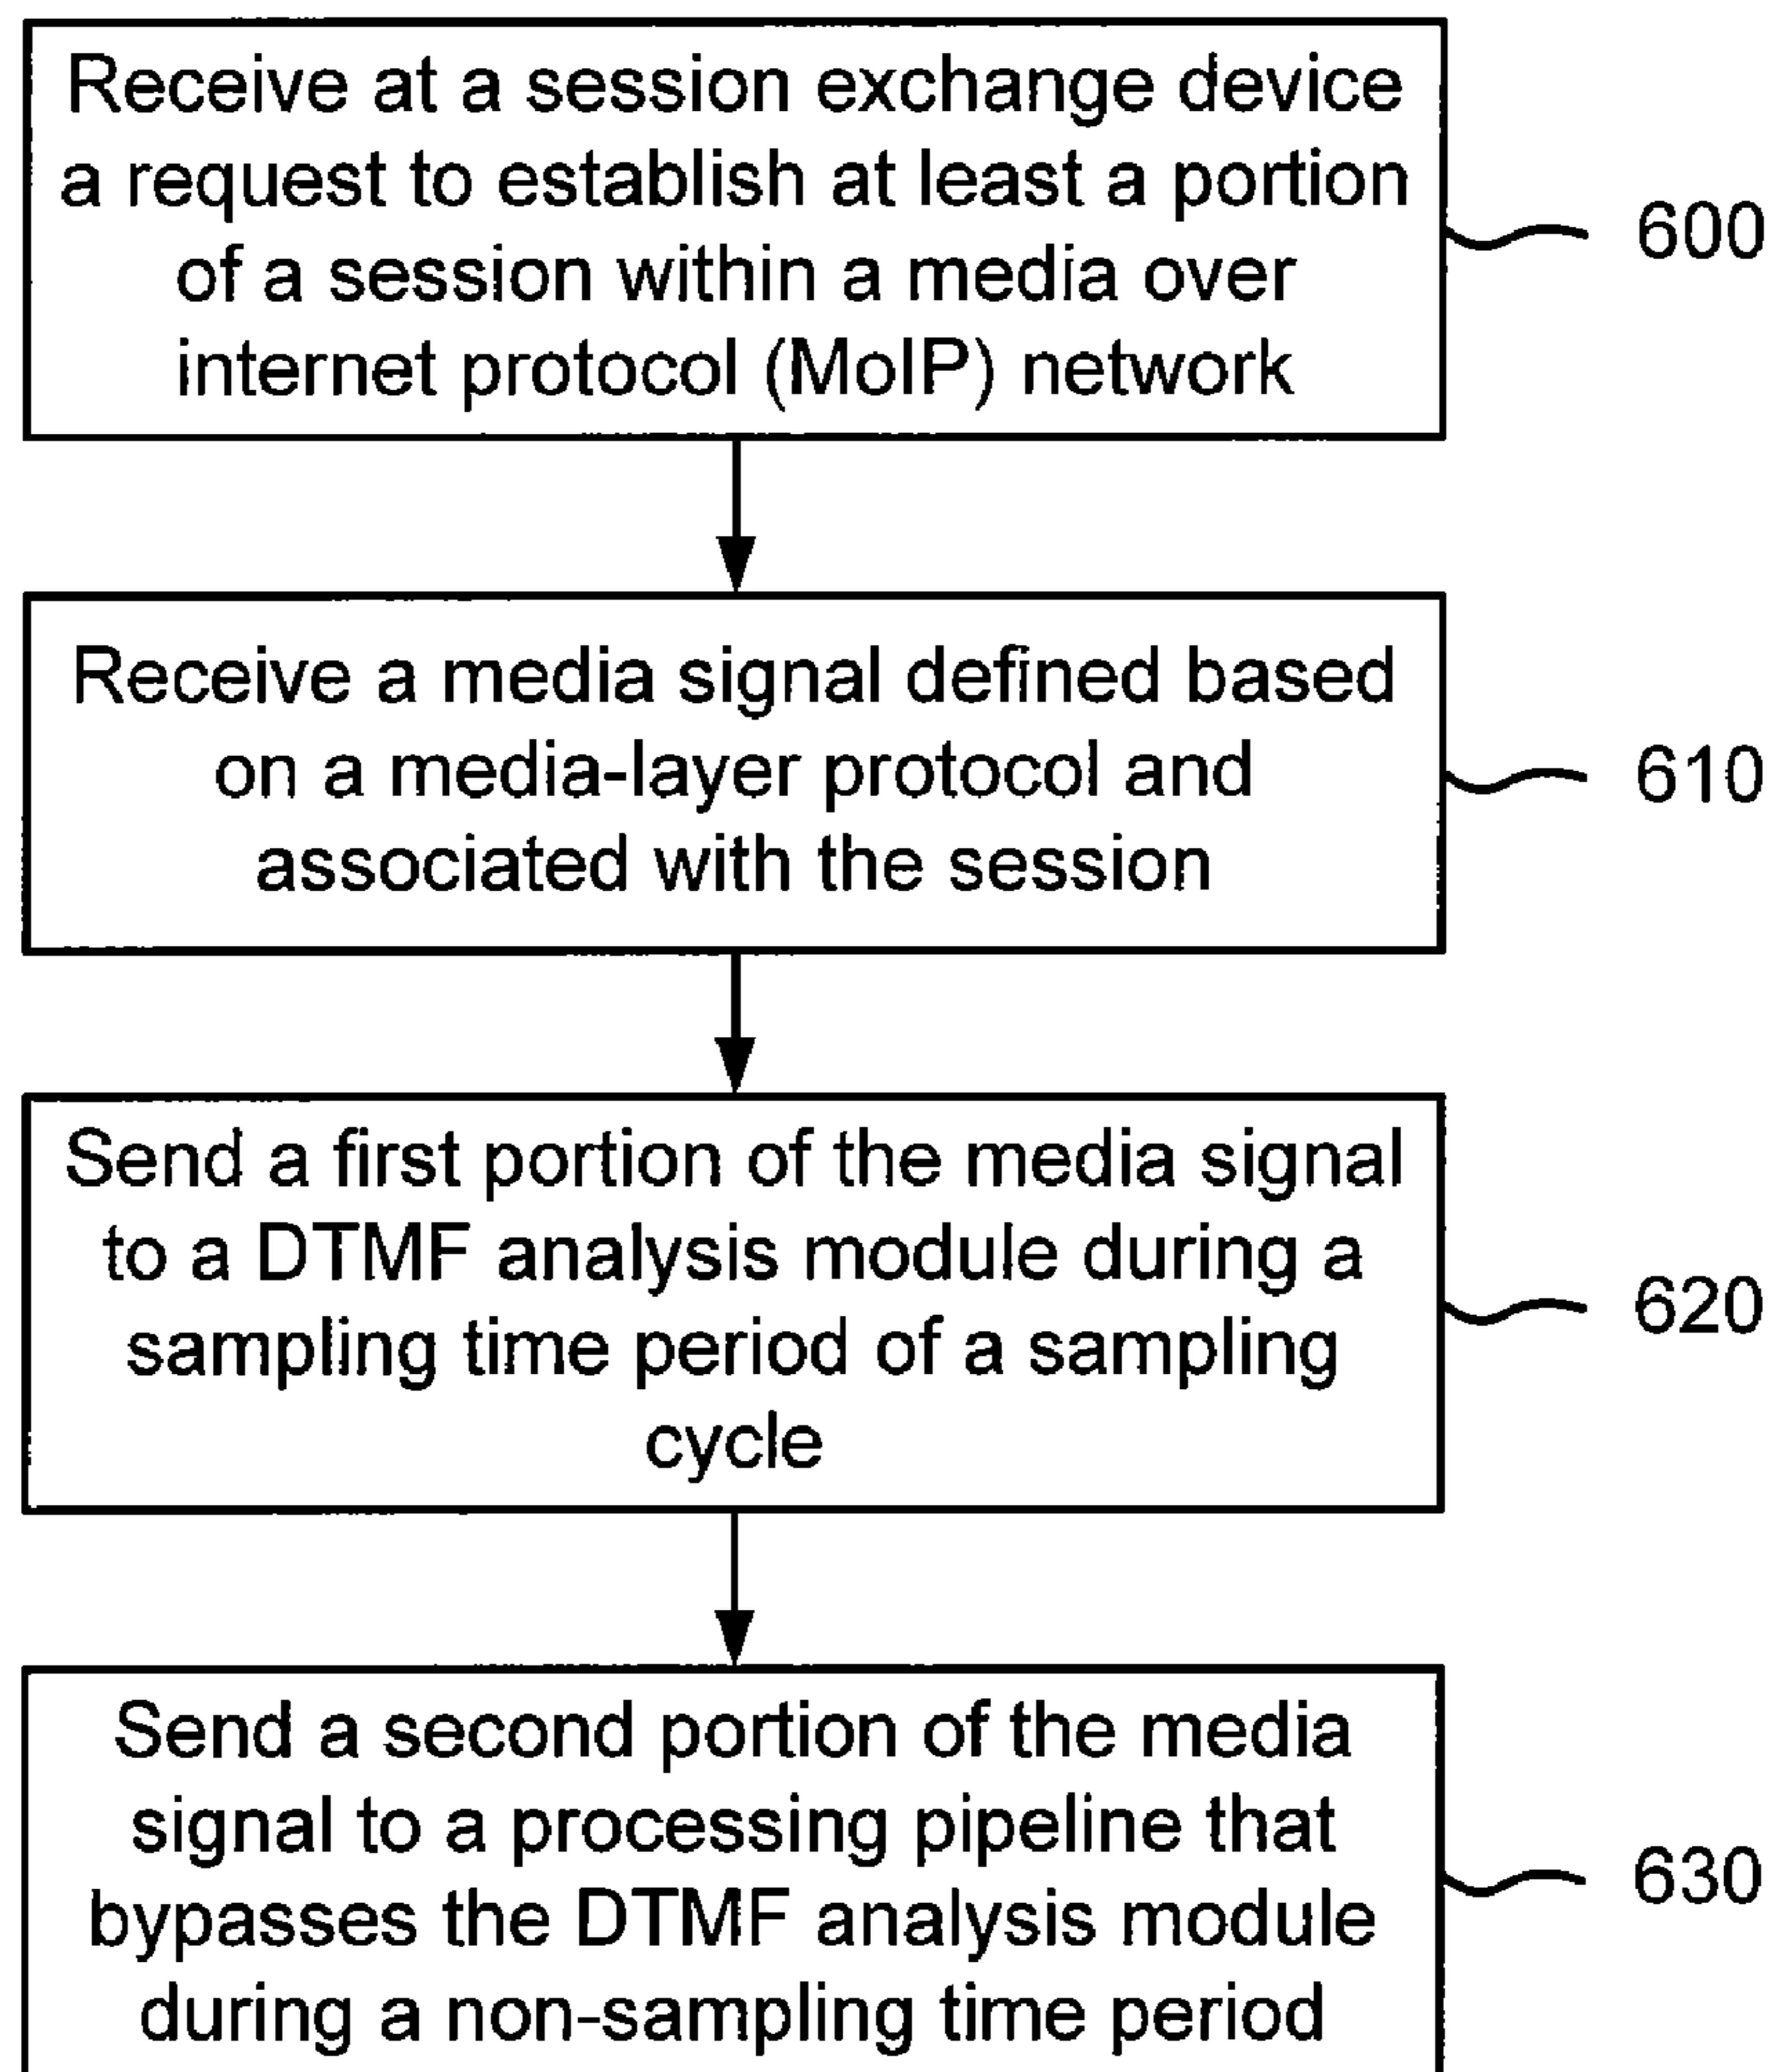 Receive at a session exchange device
a request to establish at least a portion
of a session within a media over
internet protocol (MoIP) network
600
Receive a media signal defined based
on a media-layer protocol and
associated with the session
610
Send a first portion of the media signal
to a DTMF analysis module during a
sampling time period of a sampling
cycle
620
Send a second portion of the media
signal to a processing pipeline that
bypasses the DTMF analysis module
during a non-sampling time period
630